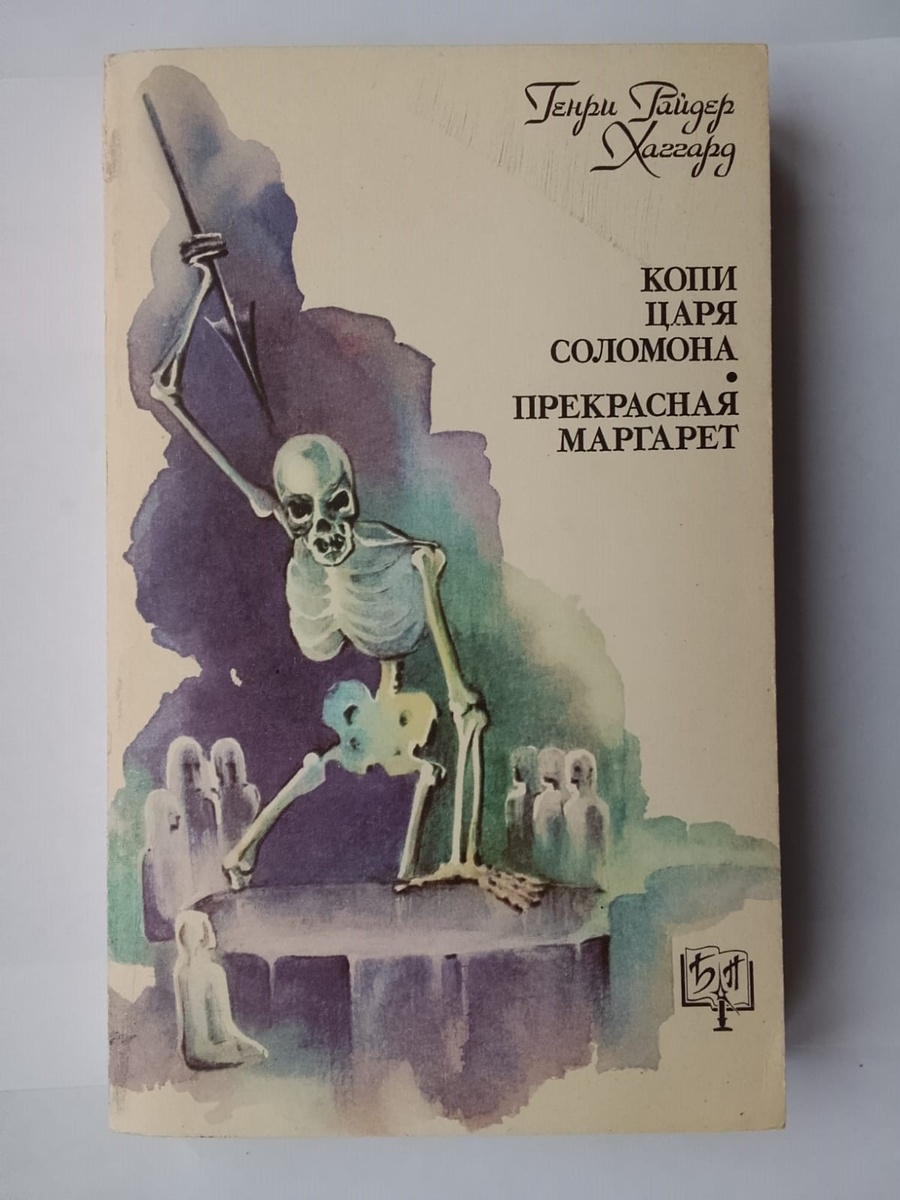 Генри Райдер
Хаггард
КОПИ
ЦАРЯ
СОЛОМОНА
•
ПРЕКРАСНАЯ
МАРГАРЕТ
Б П